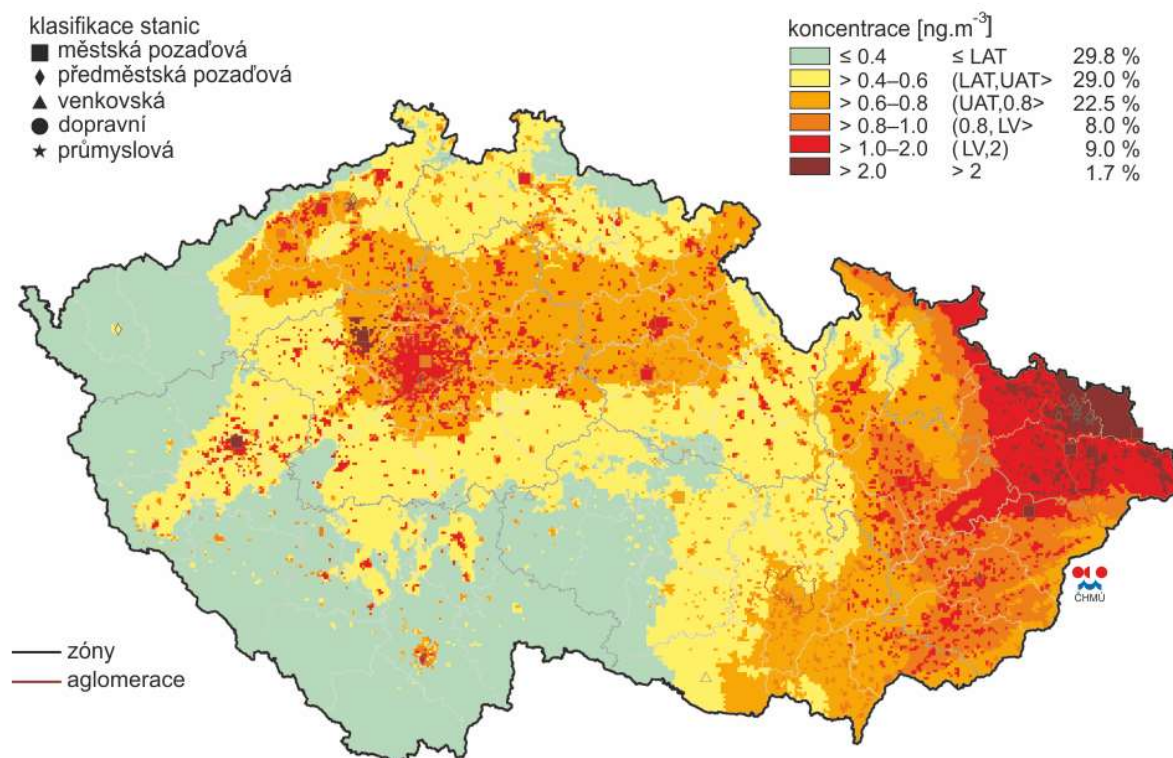 klasifikace stanic
městská pozaďová
předměstská pozaďová
venkovská
dopravní
průmyslová
koncentrace [ng.m⁻³]
≤ 0.4 ≤ LAT 29.8 %
> 0.4–0.6 (LAT,UAT> 29.0 %
> 0.6–0.8 (UAT,0.8> 22.5 %
> 0.8–1.0 (0.8, LV> 8.0 %
> 1.0–2.0 (LV,2) 9.0 %
> 2.0 > 2 1.7 %
ČHMÚ
zóny
aglomerace